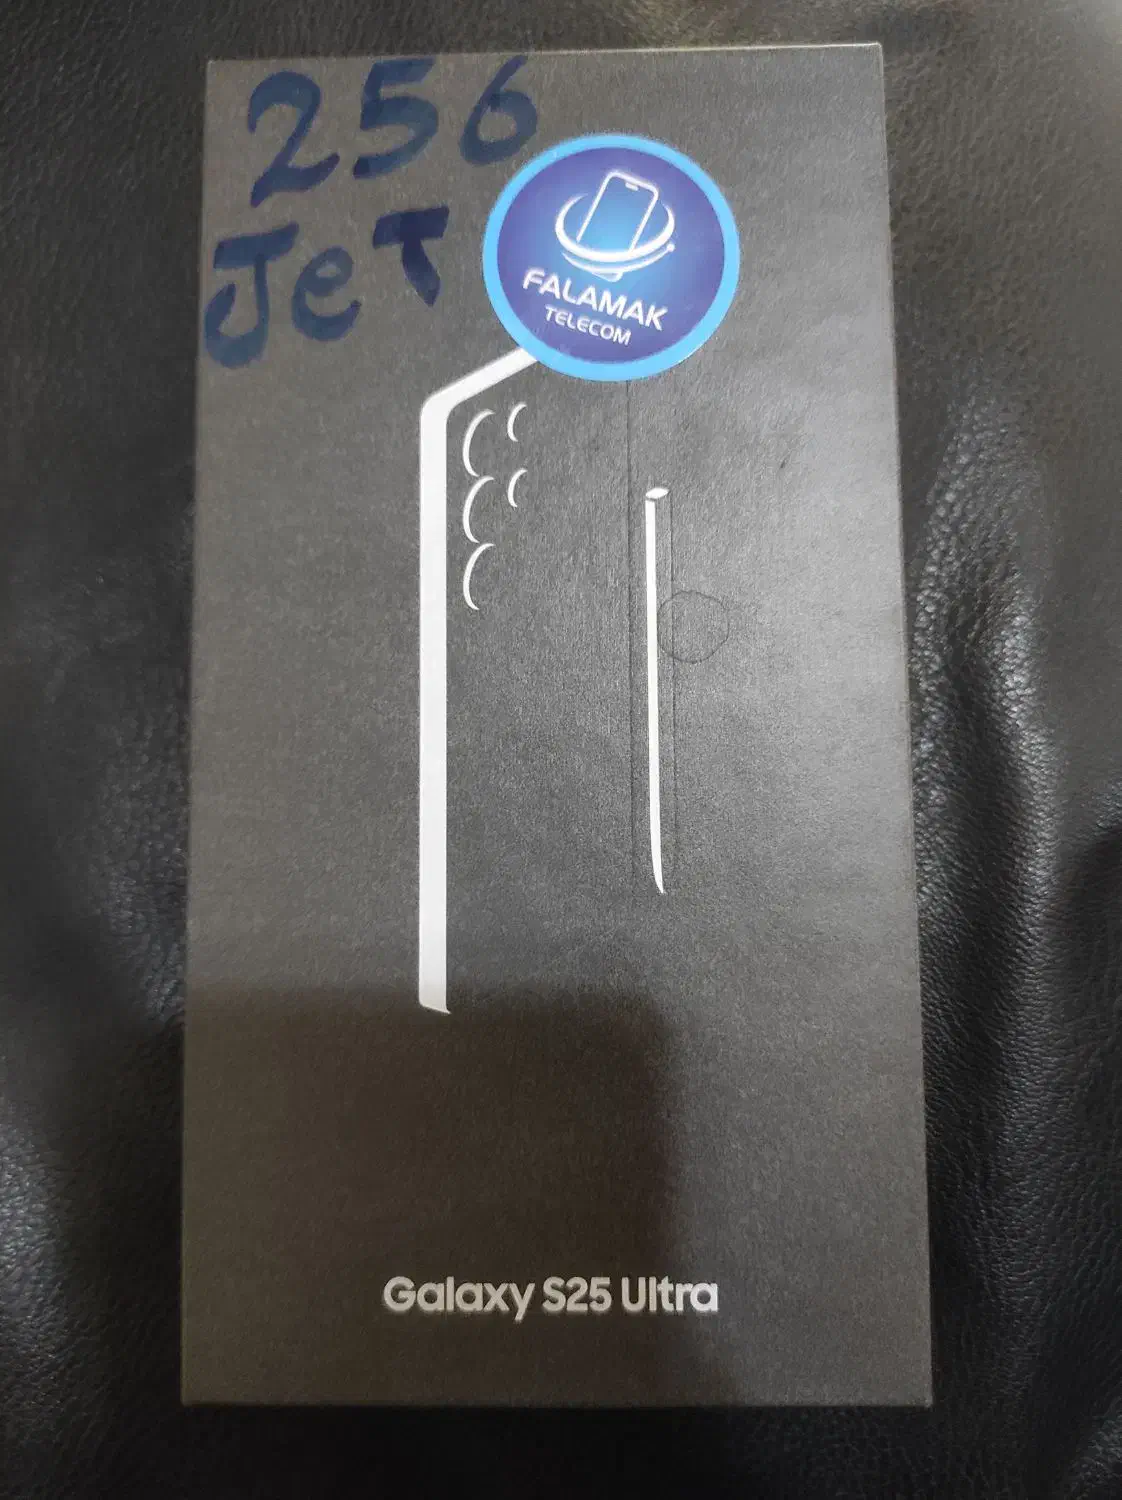 256
JeT
FALAMAK
TELECOM
Galaxy S25 Ultra